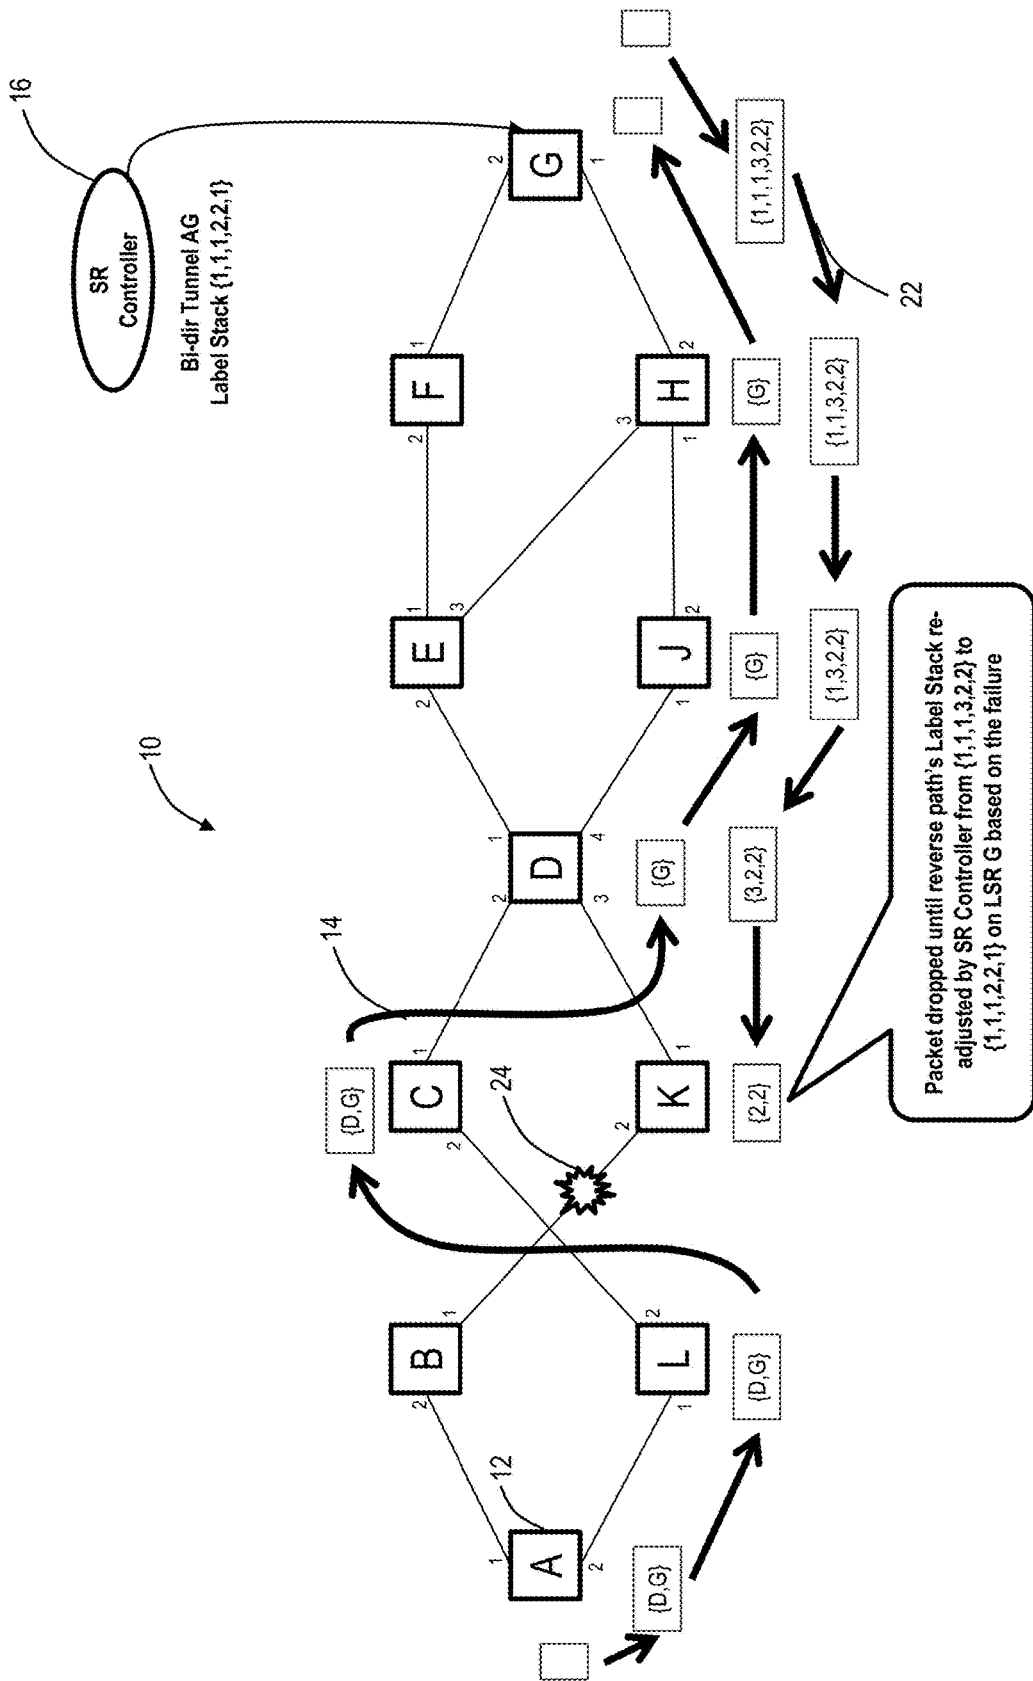 16
SR
Controller
10
Bi-dir Tunnel AG
Label Stack {1,1,1,2,2,1}
14
{D,G}
2
B
1
2
C
1
2
E
1
3
2
F
1
12
24
1
A
2
2
D
1
3
4
2
G
1
1
L
2
2
K
1
1
J
2
3
H
1
2
{D,G}
{G}
{D,G}
{2,2}
{3,2,2}
{G}
{G}
{1,1,1,3,2,2}
{1,3,2,2}
{1,1,3,2,2}
22
Packet dropped until reverse path's Label Stack re-
adjusted by SR Controller from {1,1,1,3,2,2} to
{1,1,1,2,2,1} on LSR G based on the failure